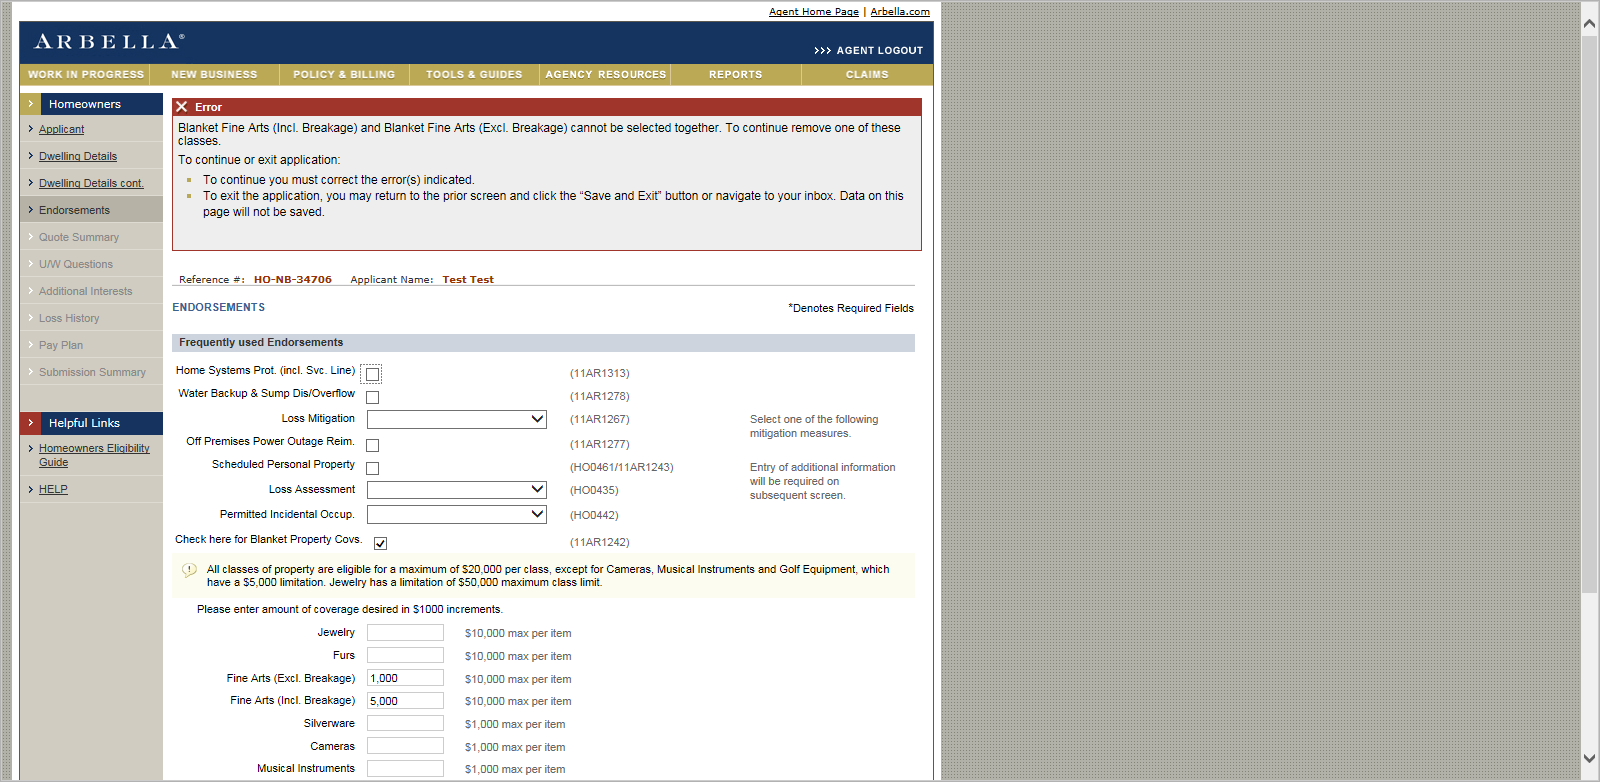 Agent Home Page | Arbella.com
ARBELLA®
>>> AGENT LOGOUT
WORK IN PROGRESS NEW BUSINESS POLICY & BILLING TOOLS & GUIDES AGENCY RESOURCES REPORTS CLAIMS
Homeowners
Applicant
Dwelling Details
Dwelling Details cont.
Endorsements
Quote Summary
U/W Questions
Additional Interests
Loss History
Pay Plan
Submission Summary
Helpful Links
Homeowners Eligibility
Guide
HELP
Error
Blanket Fine Arts (Incl. Breakage) and Blanket Fine Arts (Excl. Breakage) cannot be selected together. To continue remove one of these
classes.
To continue or exit application:
To continue you must correct the error(s) indicated.
To exit the application, you may return to the prior screen and click the “Save and Exit” button or navigate to your inbox. Data on this
page will not be saved.
Reference #: HO-NB-34706 Applicant Name: Test Test
ENDORSEMENTS
*Denotes Required Fields
Frequently used Endorsements
Home Systems Prot. (incl. Svc. Line) (11AR1313)
Water Backup & Sump Dis/Overflow (11AR1278)
Loss Mitigation (11AR1267) Select one of the following
mitigation measures.
Off Premises Power Outage Reim. (11AR1277)
Scheduled Personal Property (HO0461/11AR1243) Entry of additional information
will be required on
subsequent screen.
Loss Assessment (HO0435)
Permitted Incidental Occup. (HO0442)
Check here for Blanket Property Covs. (11AR1242)
All classes of property are eligible for a maximum of $20,000 per class, except for Cameras, Musical Instruments and Golf Equipment, which
have a $5,000 limitation. Jewelry has a limitation of $50,000 maximum class limit.
Please enter amount of coverage desired in $1000 increments.
Jewelry $10,000 max per item
Furs $10,000 max per item
Fine Arts (Excl. Breakage) 1,000 $10,000 max per item
Fine Arts (Incl. Breakage) 5,000 $10,000 max per item
Silverware $1,000 max per item
Cameras $1,000 max per item
Musical Instruments $1,000 max per item